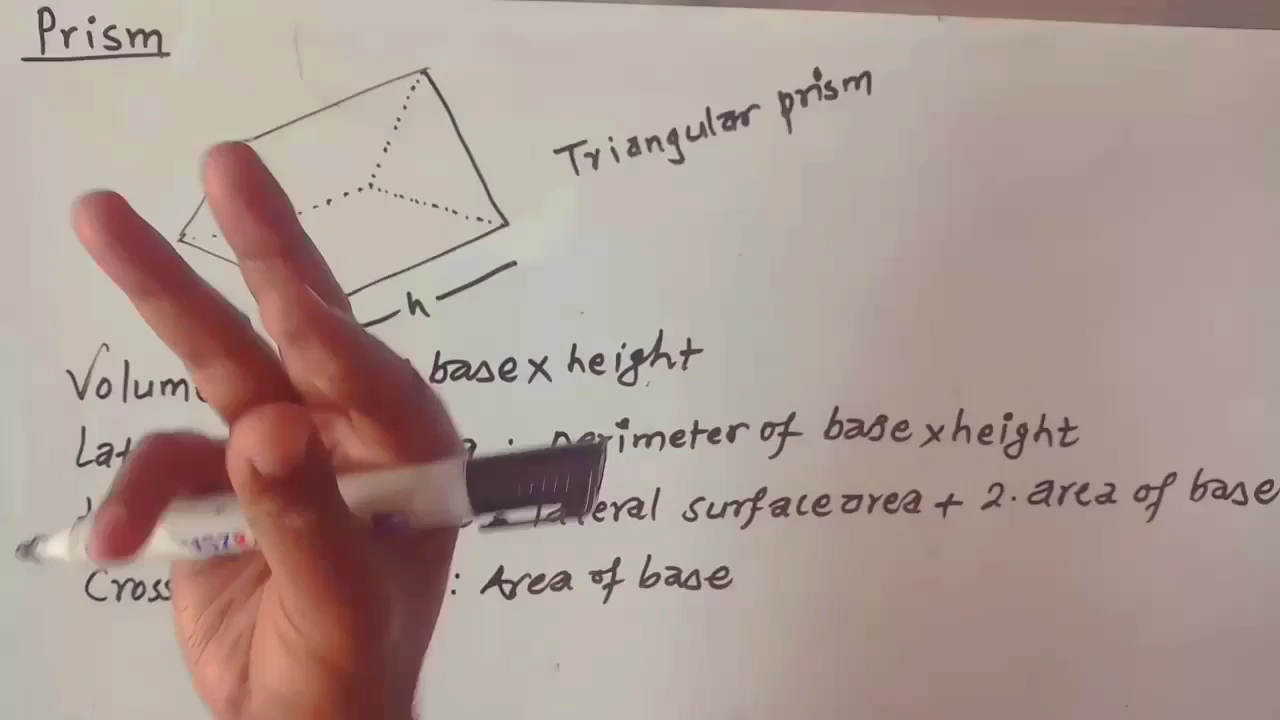 Prism
Triangular prism
h
Volum base x height
Lat : perimeter of base x height
lateral surface area + 2. area of base
Cross : Area of base